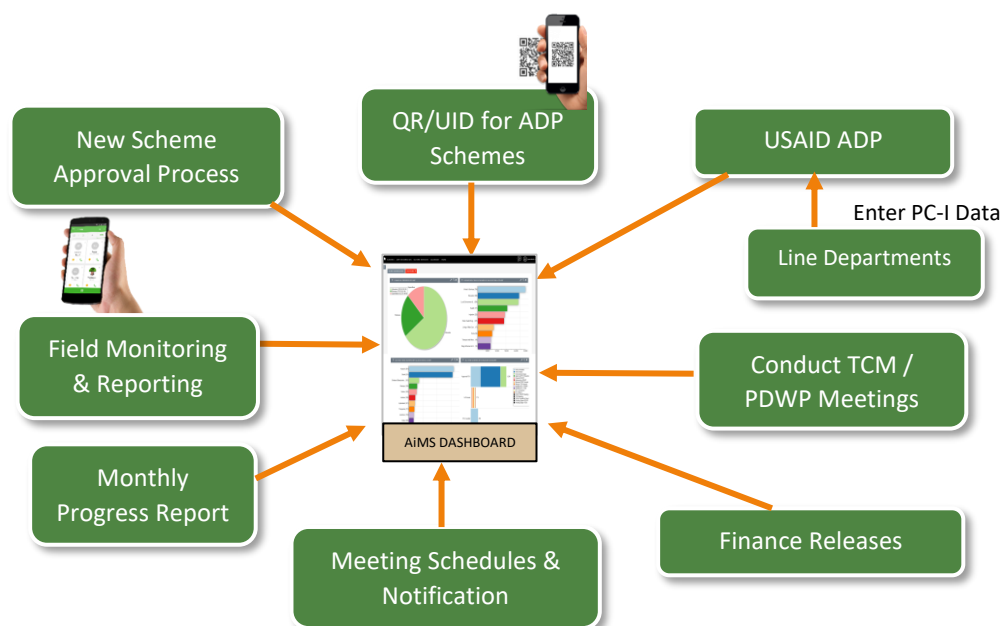 New Scheme
Approval Process
QR/UID for ADP
Schemes
USAID ADP
Enter PC-I Data
Line Departments
Field Monitoring
& Reporting
Conduct TCM /
PDWP Meetings
AiMS DASHBOARD
Monthly
Progress Report
Meeting Schedules &
Notification
Finance Releases